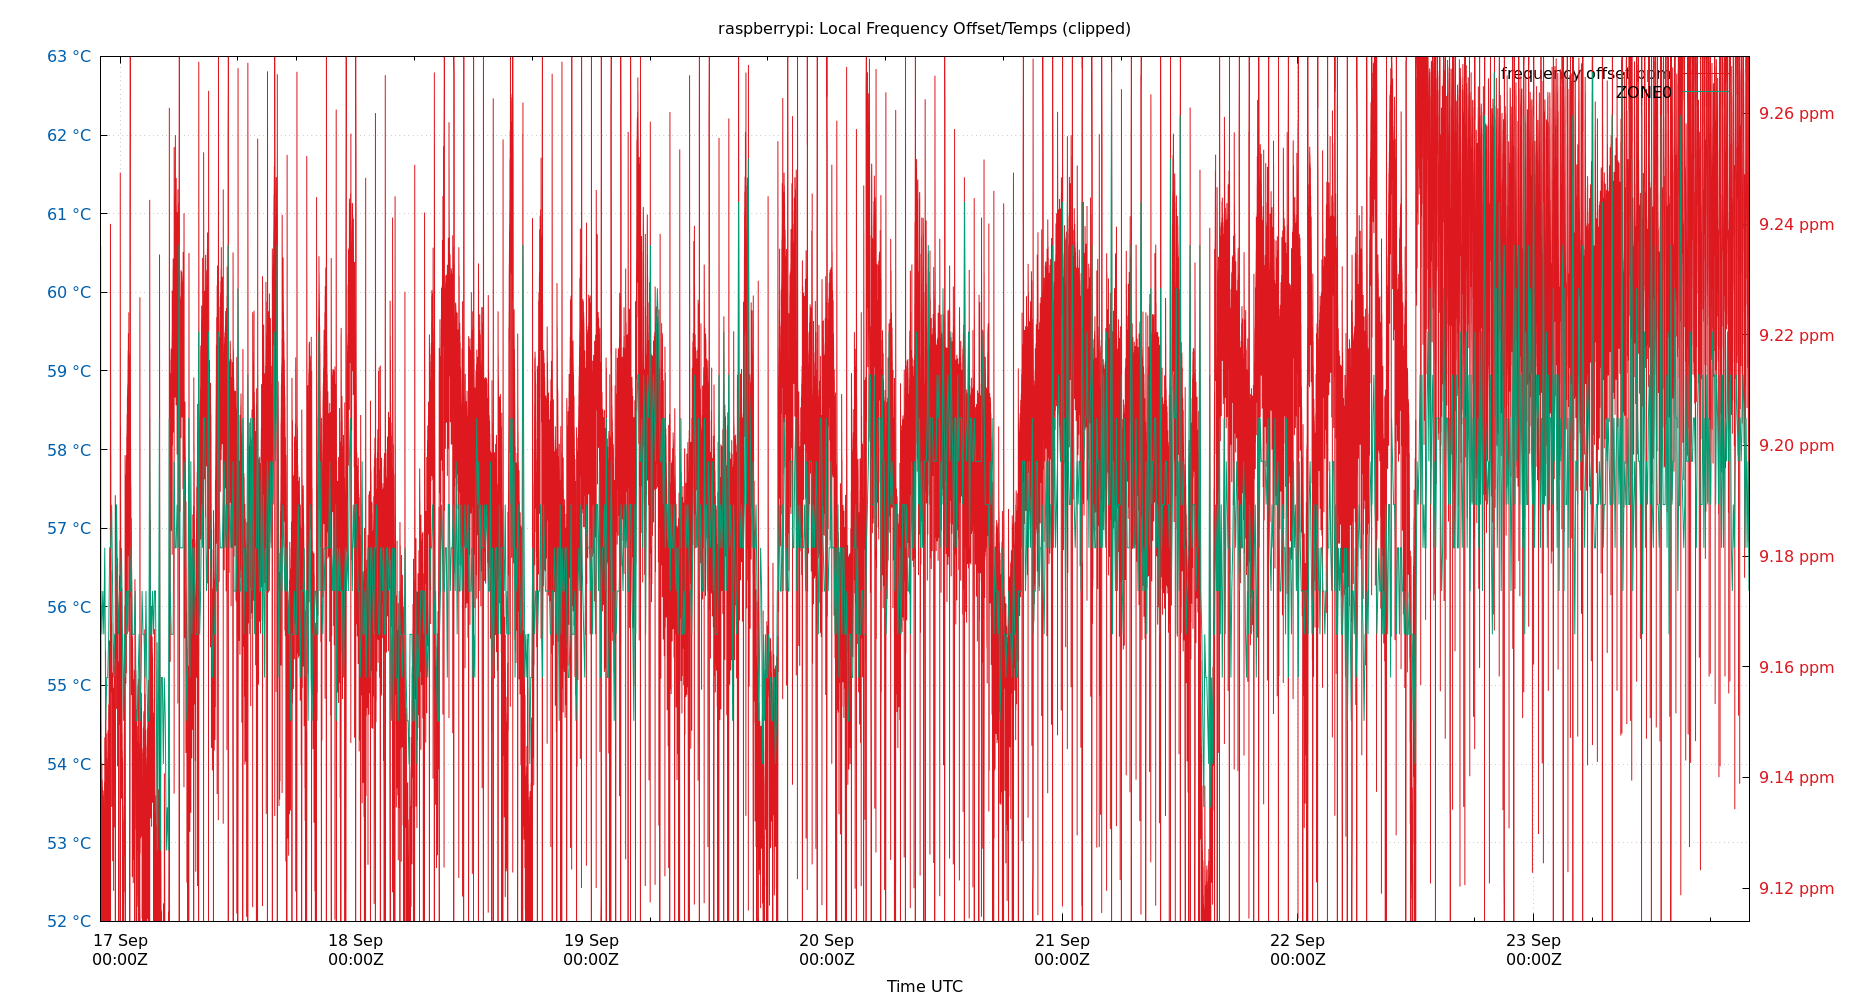 raspberrypi: Local Frequency Offset/Temps (clipped)
63 °C
62 °C
61 °C
60 °C
59 °C
58 °C
57 °C
56 °C
55 °C
54 °C
53 °C
52 °C
frequency offset ppm
ZONE0
9.26 ppm
9.24 ppm
9.22 ppm
9.20 ppm
9.18 ppm
9.16 ppm
9.14 ppm
9.12 ppm
17 Sep
00:00Z
18 Sep
00:00Z
19 Sep
00:00Z
20 Sep
00:00Z
21 Sep
00:00Z
22 Sep
00:00Z
23 Sep
00:00Z
Time UTC